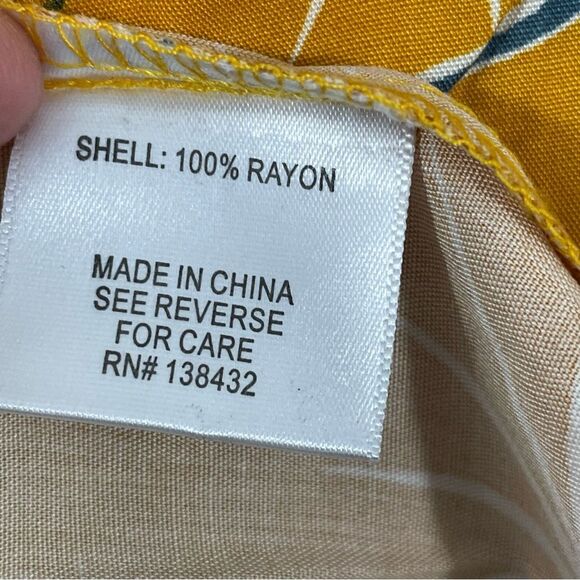 SHELL: 100% RAYON
MADE IN CHINA
SEE REVERSE
FOR CARE
RN# 138432